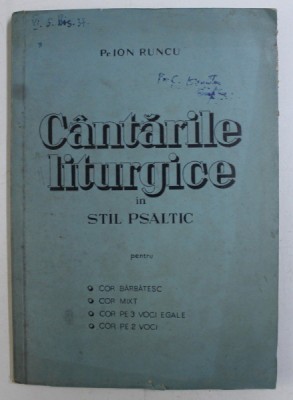 Pr ION RUNCU
Cântările
liturgice
în
STIL PSALTIC
pentru
COR BĂRBĂTESC
COR MIXT
COR PE 3 VOCI EGALE
COR PE 2 VOCI